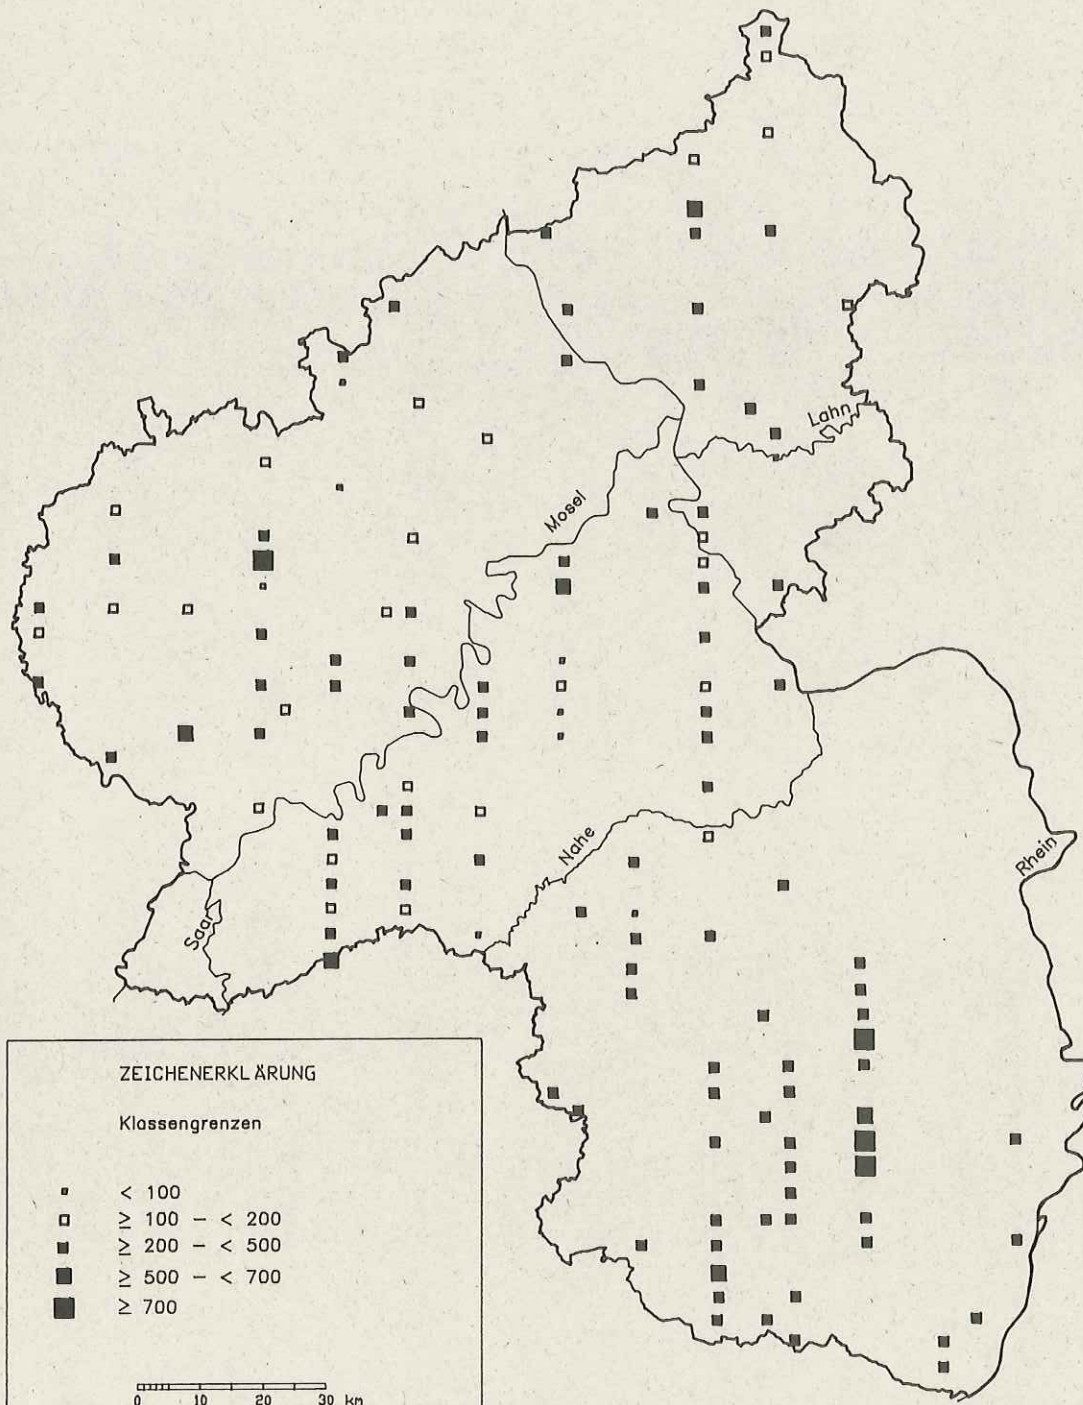 Lahn
Mosel
Nahe
Rhein
Saar
ZEICHENERKLÄRUNG
Klassengrenzen
< 100
≥ 100 – < 200
≥ 200 – < 500
≥ 500 – < 700
≥ 700
0 10 20 30 km